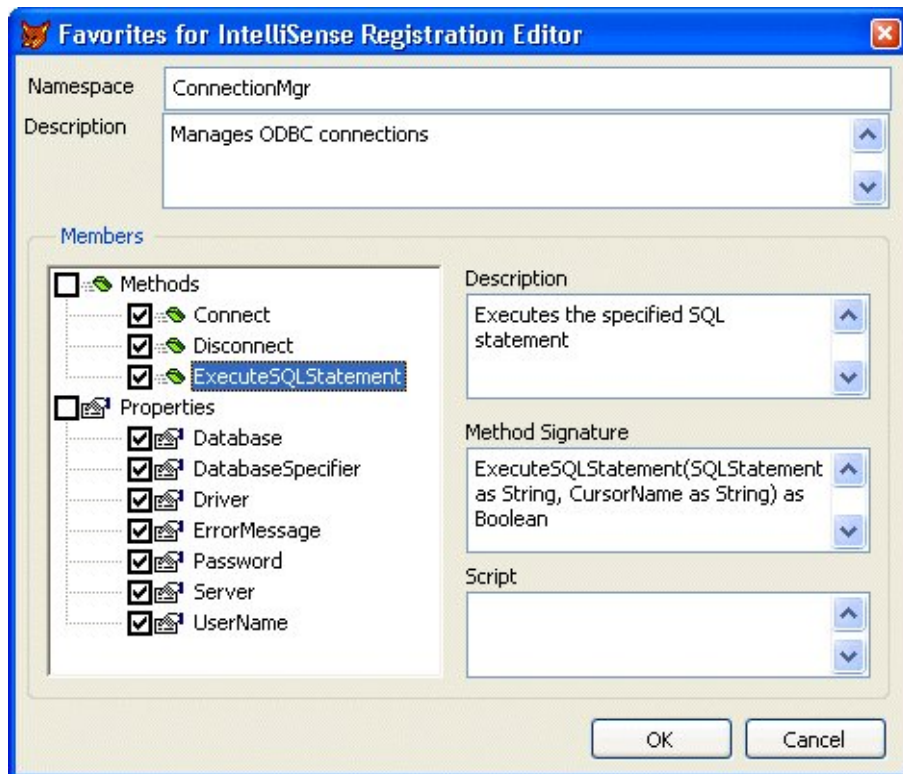 Favorites for IntelliSense Registration Editor
Namespace
ConnectionMgr
Description
Manages ODBC connections
Members
Methods
Connect
Disconnect
ExecuteSQLStatement
Properties
Database
DatabaseSpecifier
Driver
ErrorMessage
Password
Server
UserName
Description
Executes the specified SQL
statement
Method Signature
ExecuteSQLStatement(SQLStatement
as String, CursorName as String) as
Boolean
Script
OK
Cancel